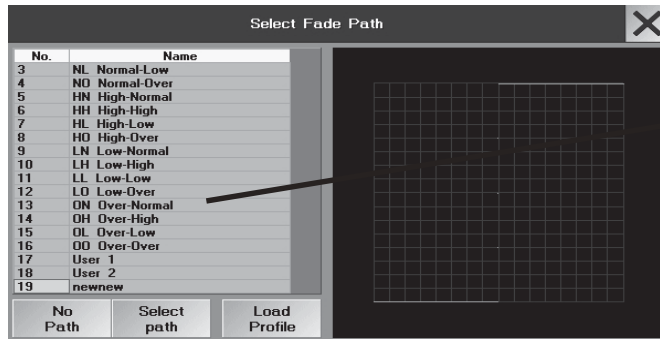 Select Fade Path
No. Name
3 NL Normal-Low
4 NO Normal-Over
5 HN High-Normal
6 HH High-High
7 HL High-Low
8 HO High-Over
9 LN Low-Normal
10 LH Low-High
11 LL Low-Low
12 LO Low-Over
13 ON Over-Normal
14 OH Over-High
15 OL Over-Low
16 OO Over-Over
17 User 1
18 User 2
19 newnew
No Path
Select path
Load Profile